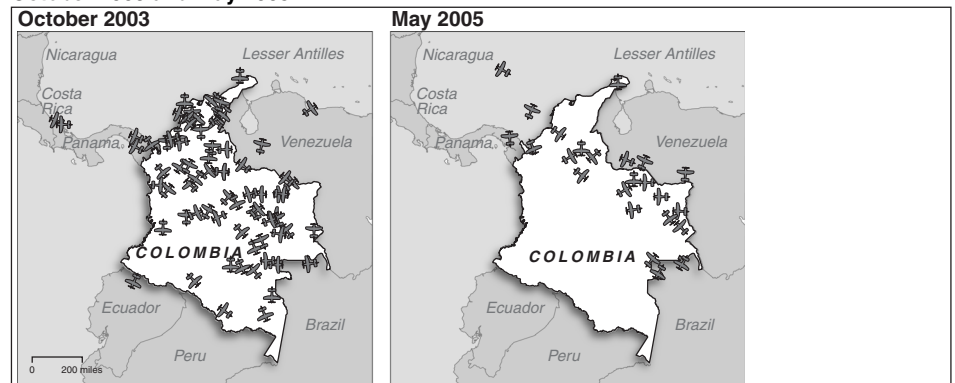 October 2003
Nicaragua
Lesser Antilles
Costa
Rica
Panama
Venezuela
COLOMBIA
Ecuador
Brazil
Peru
0 200 miles
May 2005
Nicaragua
Lesser Antilles
Costa
Rica
Panama
Venezuela
COLOMBIA
Ecuador
Brazil
Peru